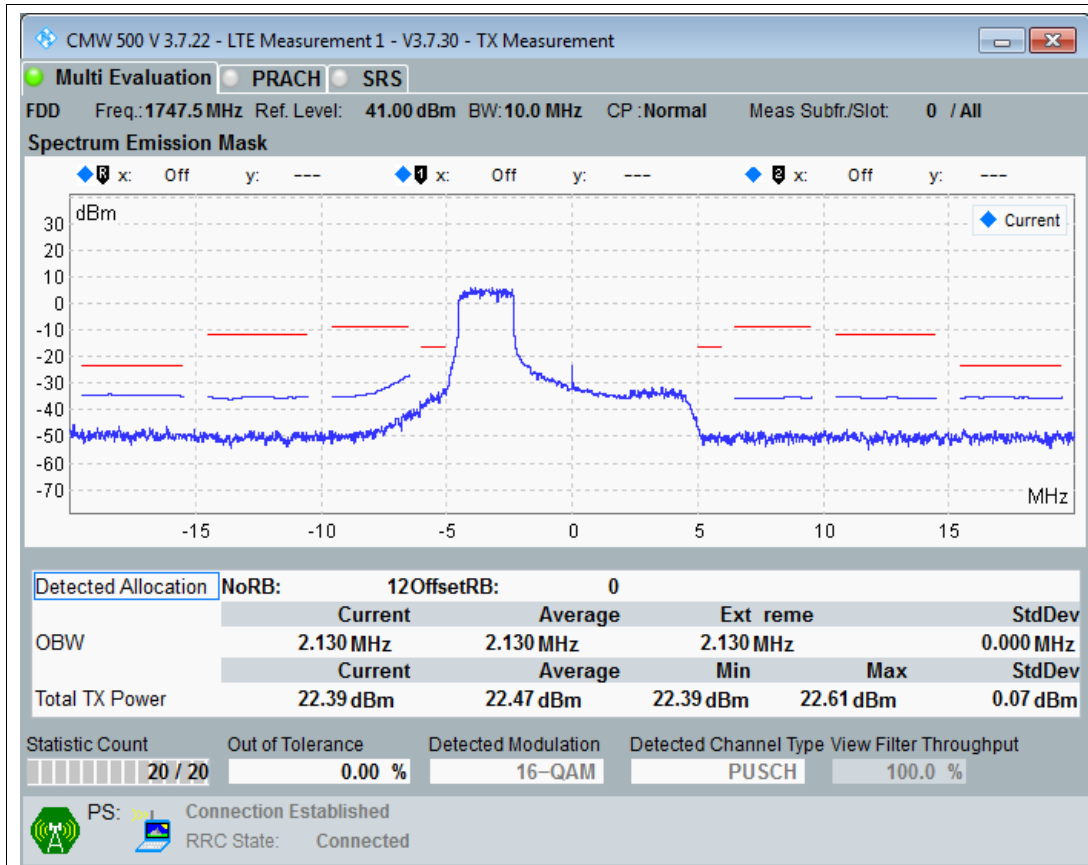 CMW 500 V 3.7.22 - LTE Measurement 1 - V3.7.30 - TX Measurement
Multi Evaluation PRACH SRS
FDD Freq.: 1747.5 MHz Ref. Level: 41.00 dBm BW: 10.0 MHz CP : Normal Meas Subfr./Slot: 0 / All
Spectrum Emission Mask
R x: Off y: --- 1 x: Off y: --- 2 x: Off y: ---
dBm
Current
30
20
10
0
-10
-20
-30
-40
-50
-60
-70
MHz
-15 -10 -5 0 5 10 15
Detected Allocation NoRB: 12 OffsetRB: 0
Current Average Ext reme StdDev
OBW 2.130 MHz 2.130 MHz 2.130 MHz 0.000 MHz
Current Average Min Max StdDev
Total TX Power 22.39 dBm 22.47 dBm 22.39 dBm 22.61 dBm 0.07 dBm
Statistic Count Out of Tolerance Detected Modulation Detected Channel Type View Filter Throughput
20 / 20 0.00 % 16-QAM PUSCH 100.0 %
PS: Connection Established
RRC State: Connected